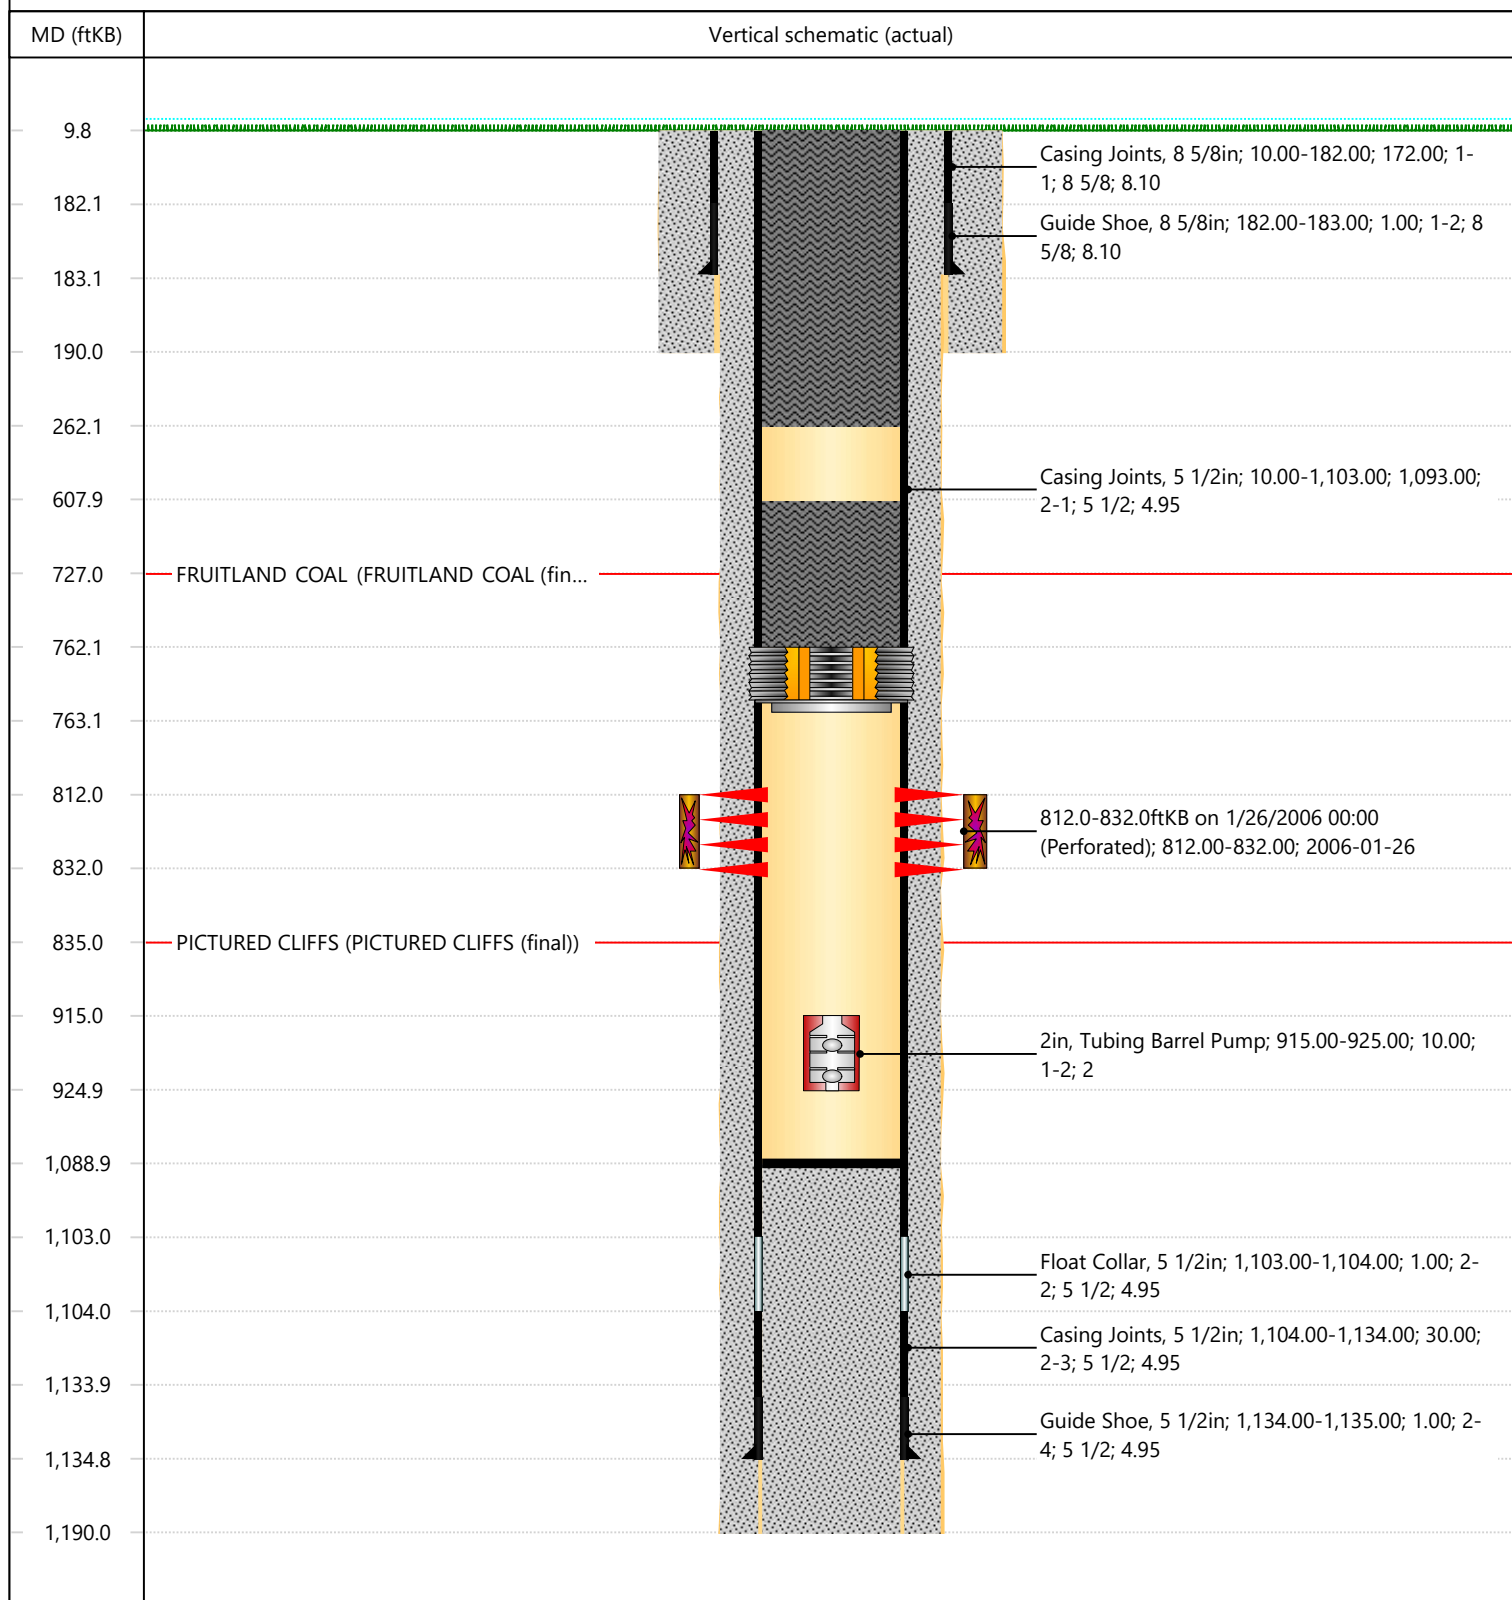 MD (ftKB)
Vertical schematic (actual)
9.8
Casing Joints, 8 5/8in; 10.00-182.00; 172.00; 1-
1; 8 5/8; 8.10
182.1
Guide Shoe, 8 5/8in; 182.00-183.00; 1.00; 1-2; 8
5/8; 8.10
183.1
190.0
262.1
Casing Joints, 5 1/2in; 10.00-1,103.00; 1,093.00;
2-1; 5 1/2; 4.95
607.9
727.0
FRUITLAND COAL (FRUITLAND COAL (fin...
762.1
763.1
812.0
812.0-832.0ftKB on 1/26/2006 00:00
(Perforated); 812.00-832.00; 2006-01-26
832.0
835.0
PICTURED CLIFFS (PICTURED CLIFFS (final))
915.0
2in, Tubing Barrel Pump; 915.00-925.00; 10.00;
1-2; 2
924.9
1,088.9
1,103.0
Float Collar, 5 1/2in; 1,103.00-1,104.00; 1.00; 2-
2; 5 1/2; 4.95
1,104.0
Casing Joints, 5 1/2in; 1,104.00-1,134.00; 30.00;
2-3; 5 1/2; 4.95
1,133.9
Guide Shoe, 5 1/2in; 1,134.00-1,135.00; 1.00; 2-
4; 5 1/2; 4.95
1,134.8
1,190.0